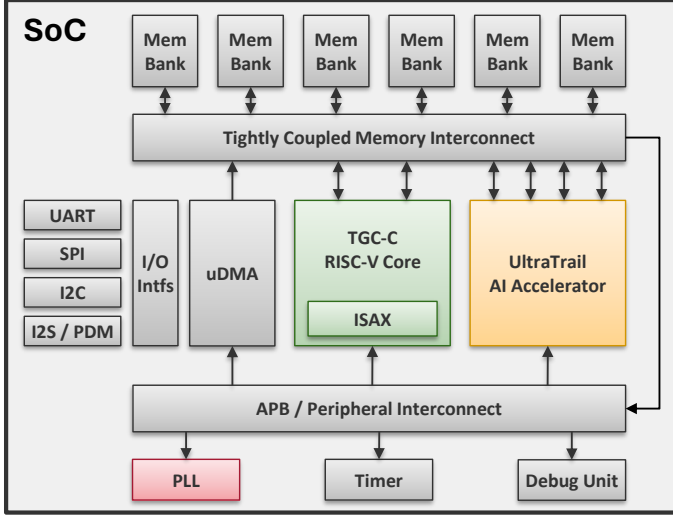 SoC
Mem Bank
Mem Bank
Mem Bank
Mem Bank
Mem Bank
Mem Bank
Tightly Coupled Memory Interconnect
UART
SPI
I2C
I2S / PDM
I/O
Intfs
uDMA
TGC-C
RISC-V Core
ISAX
UltraTrail
AI Accelerator
APB / Peripheral Interconnect
PLL
Timer
Debug Unit